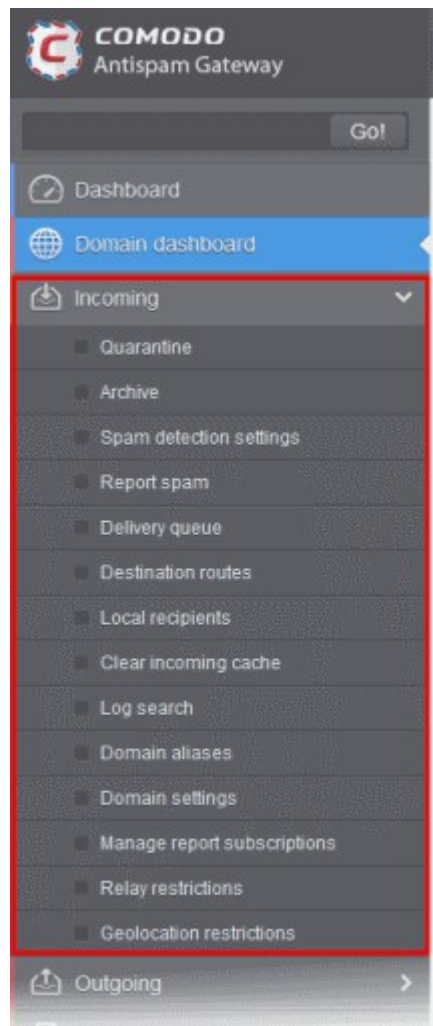 COMODO
Antispam Gateway
Go!
Dashboard
Domain dashboard
Incoming
Quarantine
Archive
Spam detection settings
Report spam
Delivery queue
Destination routes
Local recipients
Clear incoming cache
Log search
Domain aliases
Domain settings
Manage report subscriptions
Relay restrictions
Geolocation restrictions
Outgoing